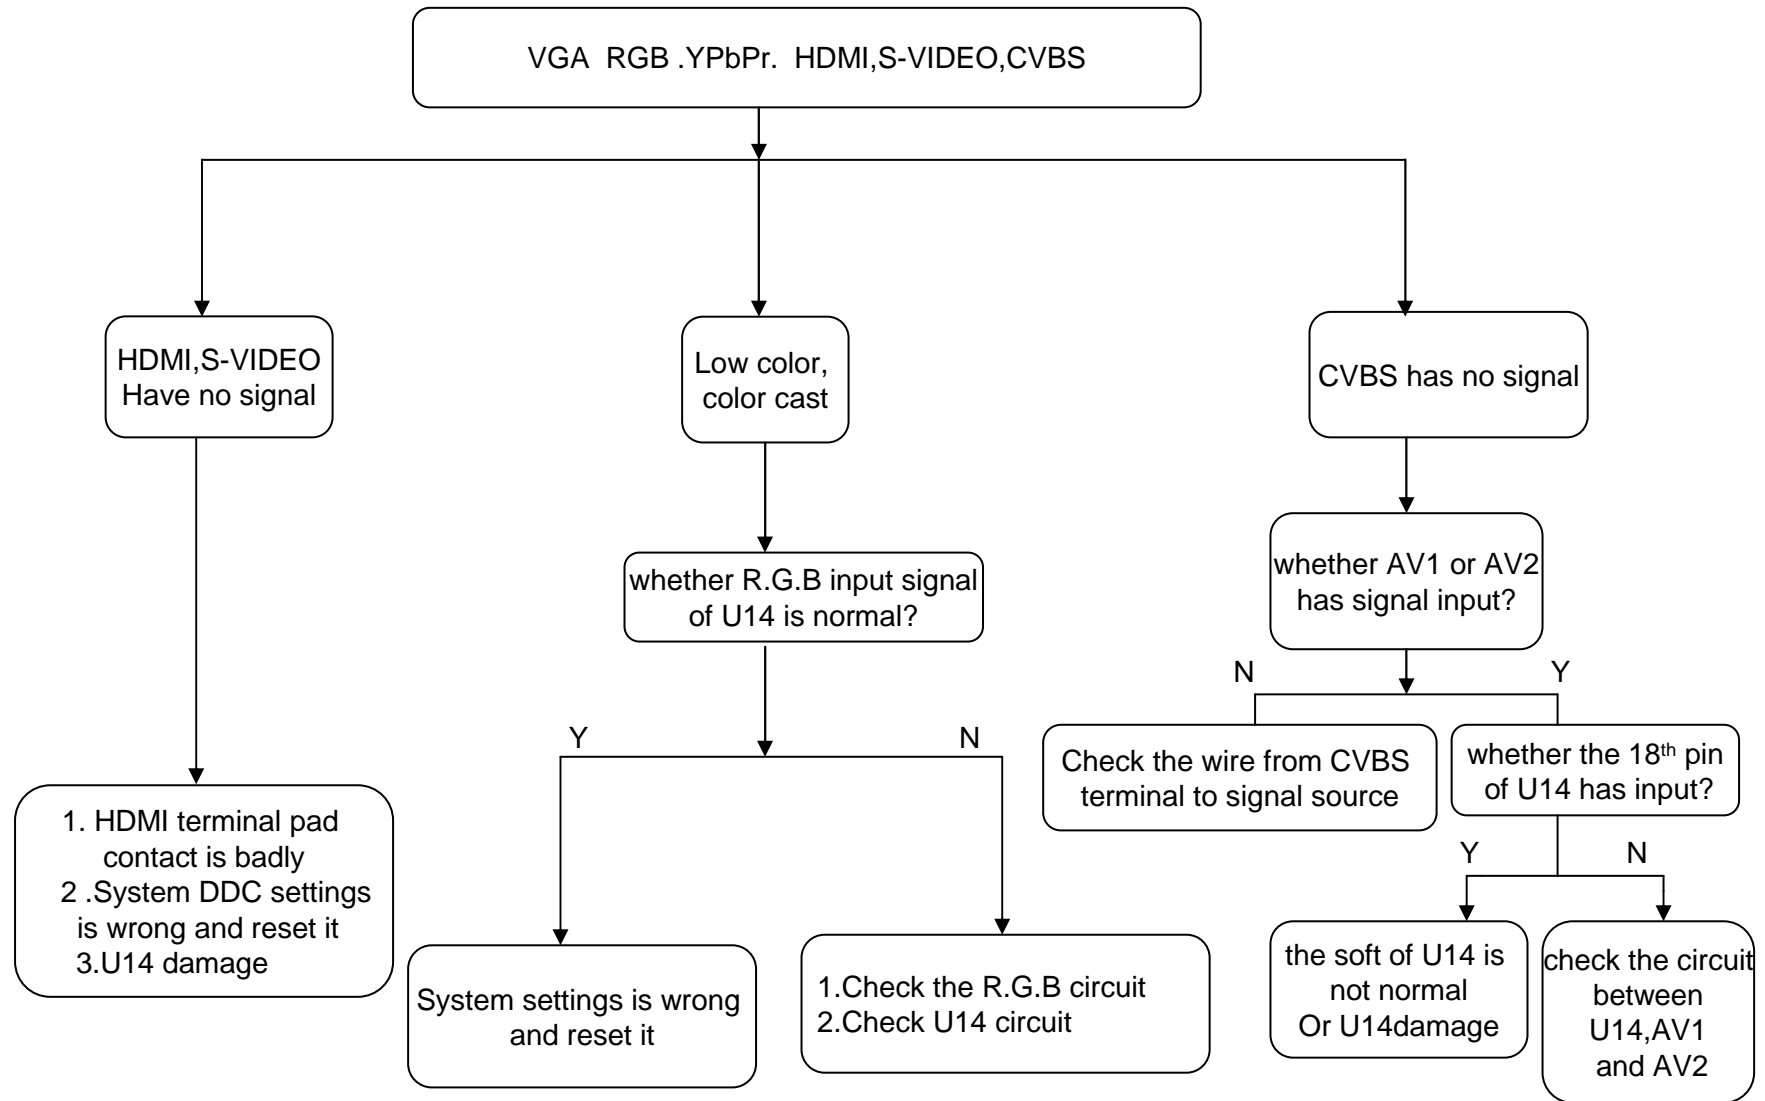 VGA RGB .YPbPr. HDMI,S-VIDEO,CVBS
HDMI,S-VIDEO
Have no signal
Low color,
color cast
CVBS has no signal
whether R.G.B input signal
of U14 is normal?
whether AV1 or AV2
has signal input?
N
Y
Y
N
Check the wire from CVBS
terminal to signal source
whether the 18th pin
of U14 has input?
Y
N
1. HDMI terminal pad
contact is badly
2 .System DDC settings
is wrong and reset it
3.U14 damage
System settings is wrong
and reset it
1.Check the R.G.B circuit
2.Check U14 circuit
the soft of U14 is
not normal
Or U14damage
check the circuit
between
U14,AV1
and AV2